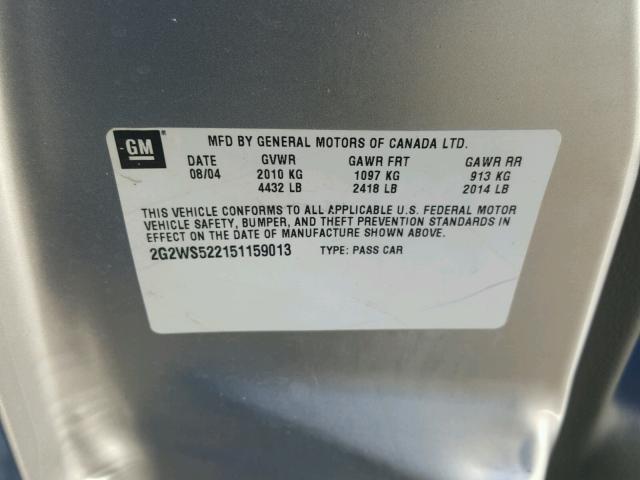 GM
MFD BY GENERAL MOTORS OF CANADA LTD.
DATE GVWR GAWR FRT GAWR RR
08/04 2010 KG 1097 KG 913 KG
4432 LB 2418 LB 2014 LB
THIS VEHICLE CONFORMS TO ALL APPLICABLE U.S. FEDERAL MOTOR
VEHICLE SAFETY, BUMPER, AND THEFT PREVENTION STANDARDS IN
EFFECT ON THE DATE OF MANUFACTURE SHOWN ABOVE.
2G2WS522151159013 TYPE: PASS CAR